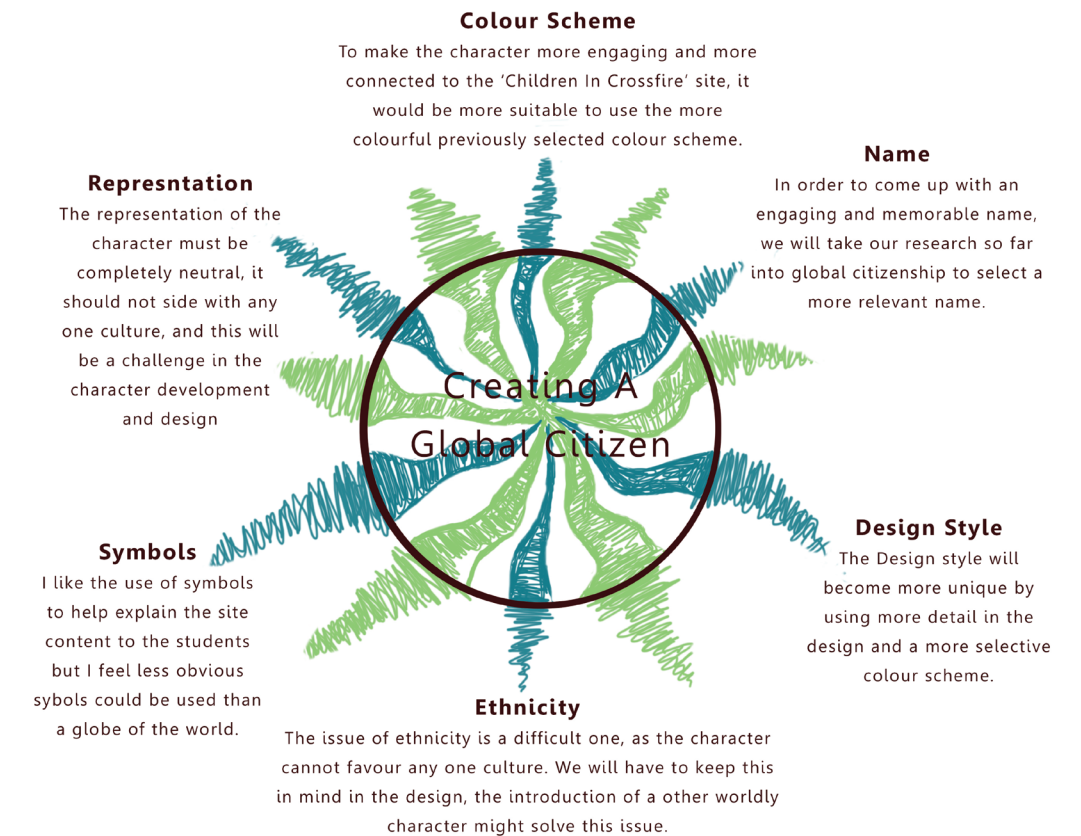 Colour Scheme
To make the character more engaging and more
connected to the ‘Children In Crossfire’ site, it
would be more suitable to use the more
colourful previously selected colour scheme.
Name
In order to come up with an
engaging and memorable name,
we will take our research so far
into global citizenship to select a
more relevant name.
Represntation
The representation of the
character must be
completely neutral, it
should not side with any
one culture, and this will
be a challenge in the
character development
and design
Creating A
Global Citizen
Design Style
The Design style will
become more unique by
using more detail in the
design and a more selective
colour scheme.
Symbols
I like the use of symbols
to help explain the site
content to the students
but I feel less obvious
sybols could be used than
a globe of the world.
Ethnicity
The issue of ethnicity is a difficult one, as the character
cannot favour any one culture. We will have to keep this
in mind in the design, the introduction of a other worldly
character might solve this issue.